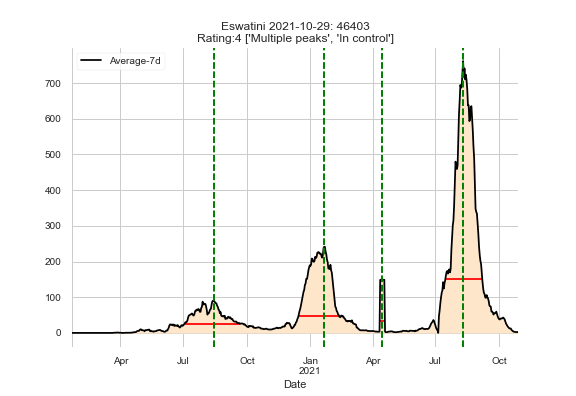 Eswatini 2021-10-29: 46403
Rating:4 ['Multiple peaks', 'In control']
Average-7d
700
600
500
400
300
200
100
0
Apr Jul Oct Jan Apr Jul Oct
2021
Date